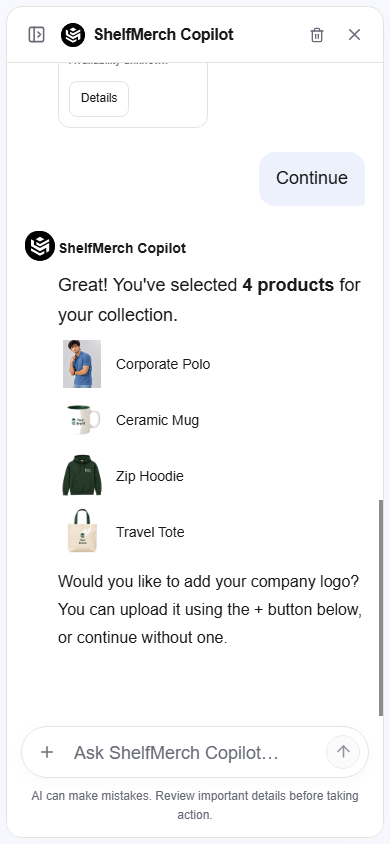 ShelfMerch Copilot
Details
Continue
ShelfMerch Copilot
Great! You've selected 4 products for
your collection.
Corporate Polo
Ceramic Mug
Zip Hoodie
Travel Tote
Would you like to add your company logo?
You can upload it using the + button below,
or continue without one.
Ask ShelfMerch Copilot…
AI can make mistakes. Review important details before taking
action.